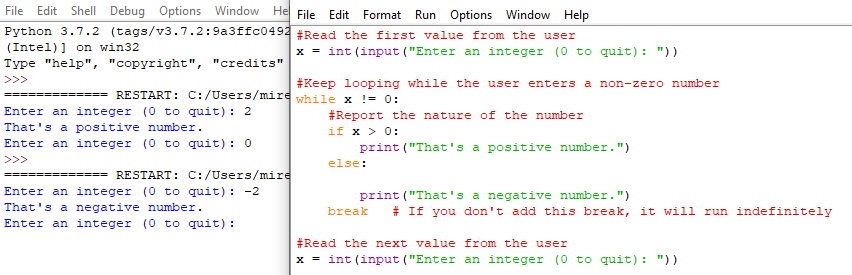 File Edit Shell Debug Options Window Help
Python 3.7.2 (tags/v3.7.2:9a3ffc0492
(Intel)] on win32
Type "help", "copyright", "credits"
>>>
============= RESTART: C:/Users/mire
Enter an integer (0 to quit): 2
That's a positive number.
Enter an integer (0 to quit): 0
>>>
============= RESTART: C:/Users/mire
Enter an integer (0 to quit): -2
That's a negative number.
Enter an integer (0 to quit):
File Edit Format Run Options Window Help
#Read the first value from the user
x = int(input("Enter an integer (0 to quit): "))
#Keep looping while the user enters a non-zero number
while x != 0:
    #Report the nature of the number
    if x > 0:
        print("That's a positive number.")
    else:
        print("That's a negative number.")
    break   # If you don't add this break, it will run indefinitely
#Read the next value from the user
x = int(input("Enter an integer (0 to quit): "))